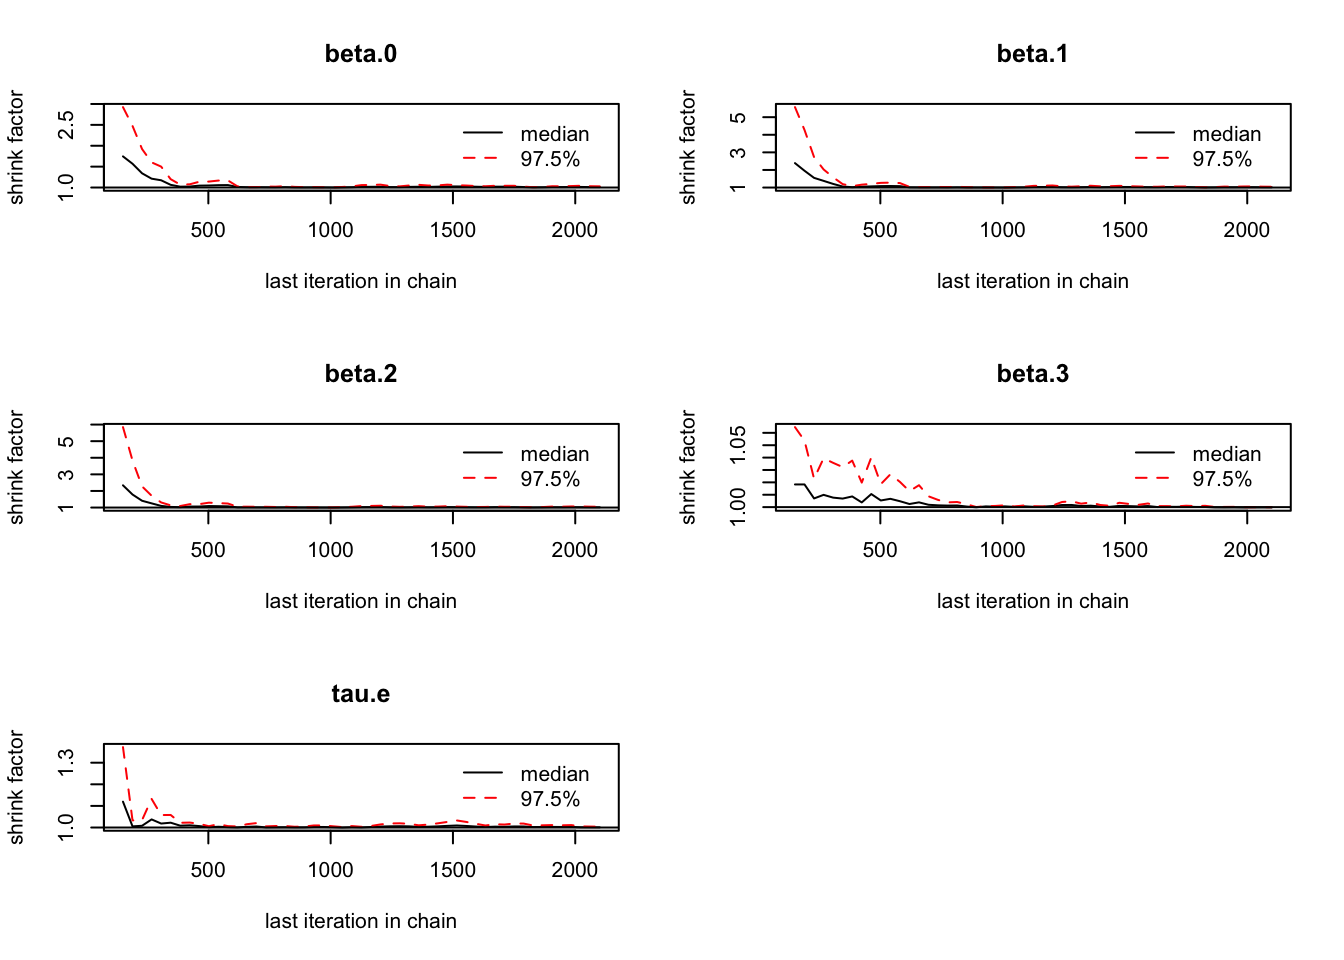 beta.0
shrink factor
2.5
1.0
median
97.5%
500 1000 1500 2000
last iteration in chain
beta.1
shrink factor
5
3
1
median
97.5%
500 1000 1500 2000
last iteration in chain
beta.2
shrink factor
5
3
1
median
97.5%
500 1000 1500 2000
last iteration in chain
beta.3
shrink factor
1.05
1.00
median
97.5%
500 1000 1500 2000
last iteration in chain
tau.e
shrink factor
1.3
1.0
median
97.5%
500 1000 1500 2000
last iteration in chain